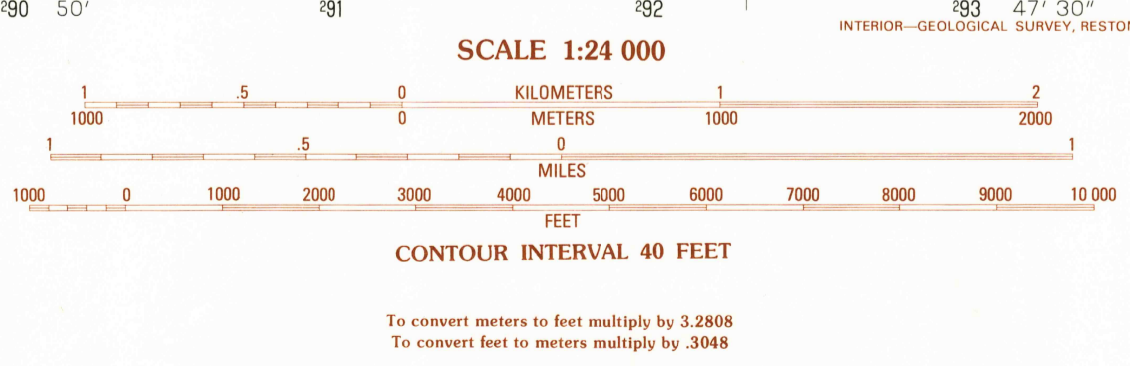 ²90 50′ ²91 ²92 ²93 47′ 30″
INTERIOR—GEOLOGICAL SURVEY, RESTON
SCALE 1:24 000
1 .5 0 KILOMETERS 1 2
1000 0 METERS 1000 2000
1 .5 0 1
MILES
1000 0 1000 2000 3000 4000 5000 6000 7000 8000 9000 10 000
FEET
CONTOUR INTERVAL 40 FEET
To convert meters to feet multiply by 3.2808
To convert feet to meters multiply by .3048